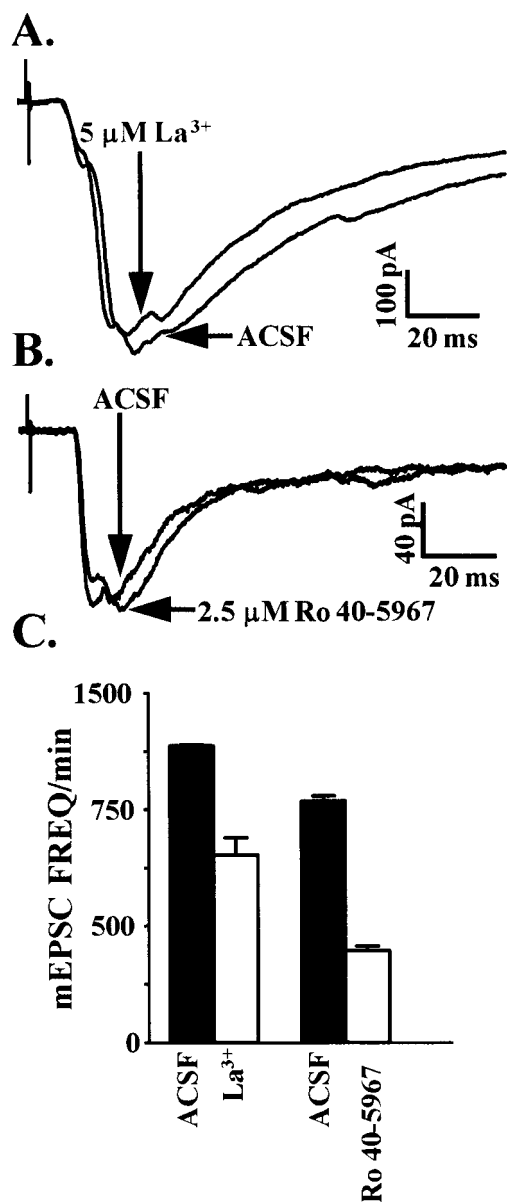 A.
5 µM La³⁺
ACSF
100 pA
20 ms
B.
ACSF
2.5 µM Ro 40-5967
40 pA
20 ms
C.
mEPSC FREQ/min
1500
750
500
0
ACSF
La³⁺
ACSF
Ro 40-5967